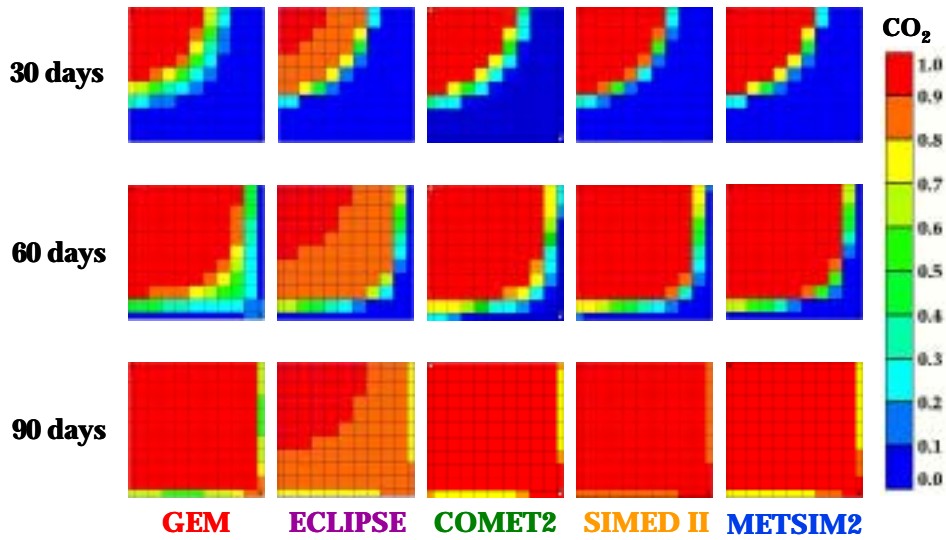 CO₂
30 days
1.0
0.9
0.8
0.7
60 days
0.6
0.5
0.4
0.3
0.2
90 days
0.1
0.0
GEM ECLIPSE COMET2 SIMED II METSIM2